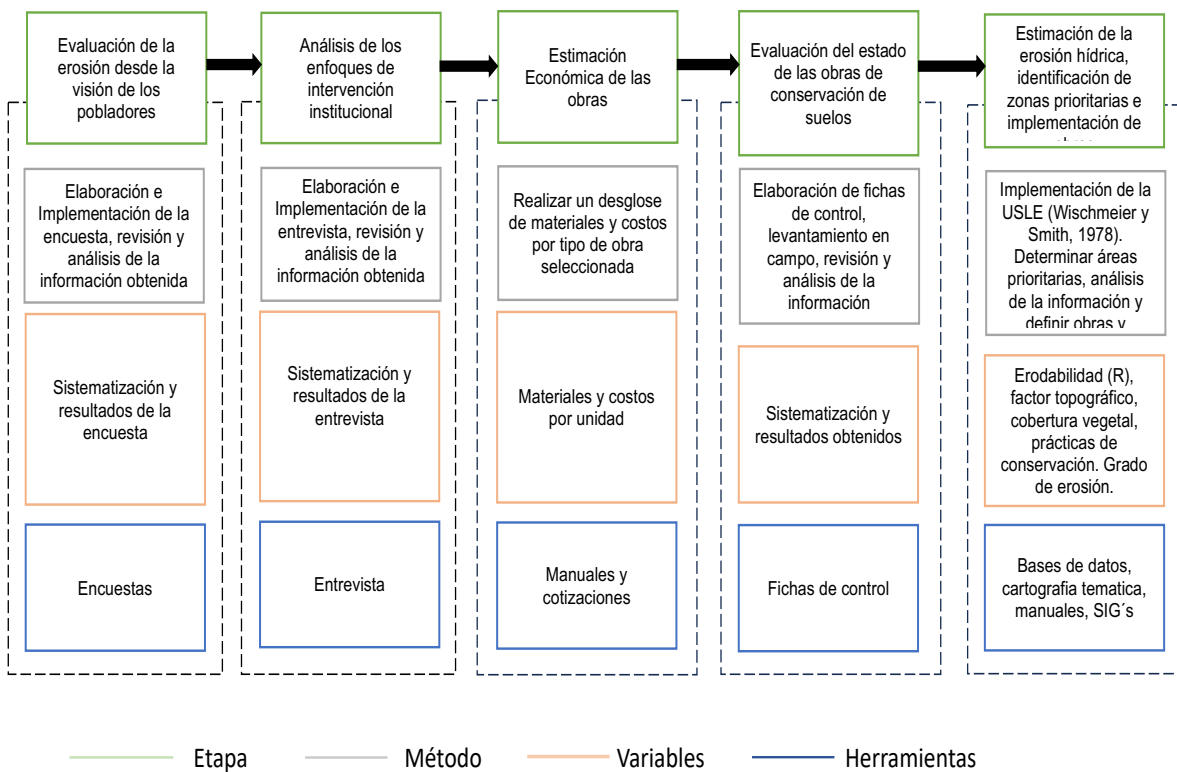 Evaluación de la
erosión desde la
visión de los
pobladores
Análisis de los
enfoques de
intervención
institucional
Estimación
Económica de las
obras
Evaluación del estado
de las obras de
conservación de
suelos
Estimación de la
erosión hídrica,
identificación de
zonas prioritarias e
implementación de
Elaboración e
Implementación de la
encuesta, revisión y
análisis de la
información obtenida
Elaboración e
Implementación de la
entrevista, revisión y
análisis de la
información obtenida
Realizar un desglose
de materiales y costos
por tipo de obra
seleccionada
Elaboración de fichas
de control,
levantamiento en
campo, revisión y
análisis de la
información
Implementación de la
USLE (Wischmeier y
Smith, 1978).
Determinar áreas
prioritarias, análisis
de la información y
definir obras y
Sistematización y
resultados de la
encuesta
Sistematización y
resultados de la
entrevista
Materiales y costos
por unidad
Sistematización y
resultados obtenidos
Erodabilidad (R),
factor topográfico,
cobertura vegetal,
prácticas de
conservación. Grado
de erosión.
Encuestas
Entrevista
Manuales y
cotizaciones
Fichas de control
Bases de datos,
cartografia tematica,
manuales, SIG´s
Etapa
Método
Variables
Herramientas